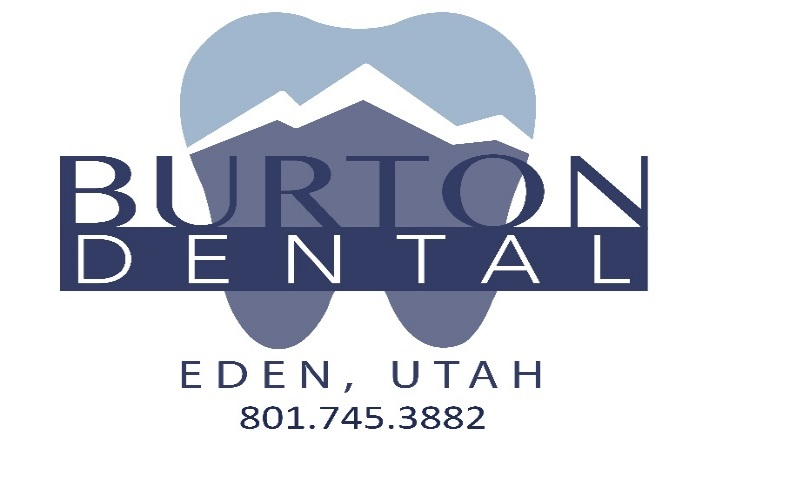 BURTON
DENTAL
EDEN, UTAH
801.745.3882